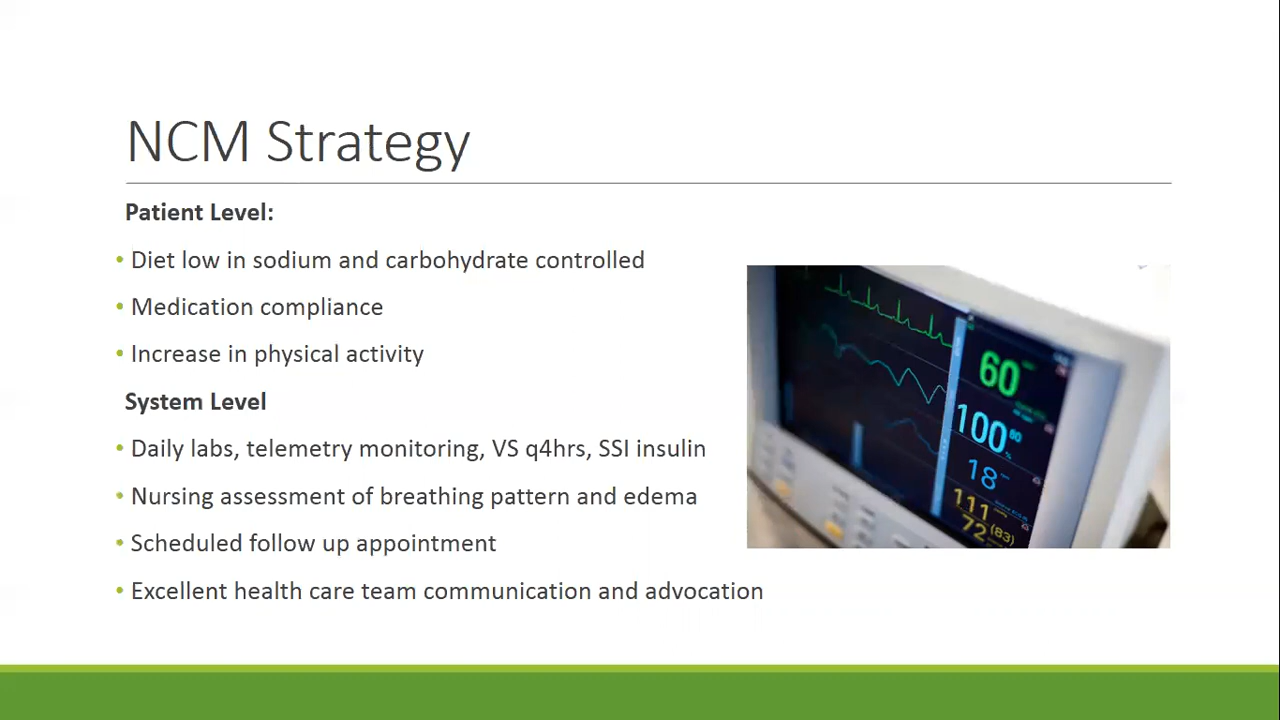 NCM Strategy
Patient Level:
• Diet low in sodium and carbohydrate controlled
• Medication compliance
• Increase in physical activity
System Level
• Daily labs, telemetry monitoring, VS q4hrs, SSI insulin
• Nursing assessment of breathing pattern and edema
• Scheduled follow up appointment
• Excellent health care team communication and advocation
60
100
18
111
72 (83)